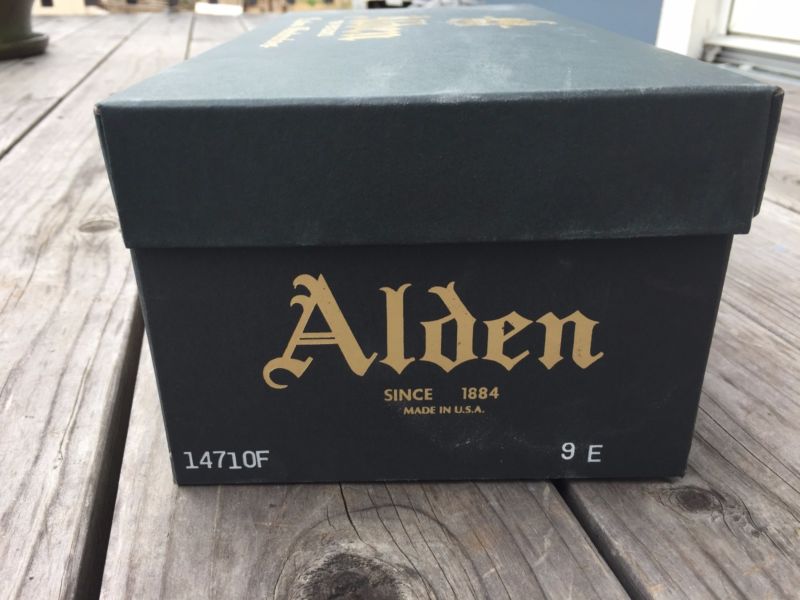 Alden
SINCE 1884
MADE IN U.S.A.
14710F
9 E